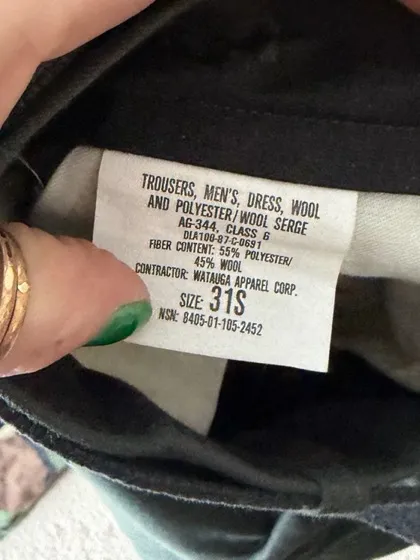 TROUSERS, MEN'S, DRESS, WOOL
AND POLYESTER/WOOL SERGE
AG-344, CLASS 6
DLA100-87-C-0691
FIBER CONTENT: 55% POLYESTER/
45% WOOL
CONTRACTOR: WATAUGA APPAREL CORP.
SIZE: 31S
NSN: 8405-01-105-2452